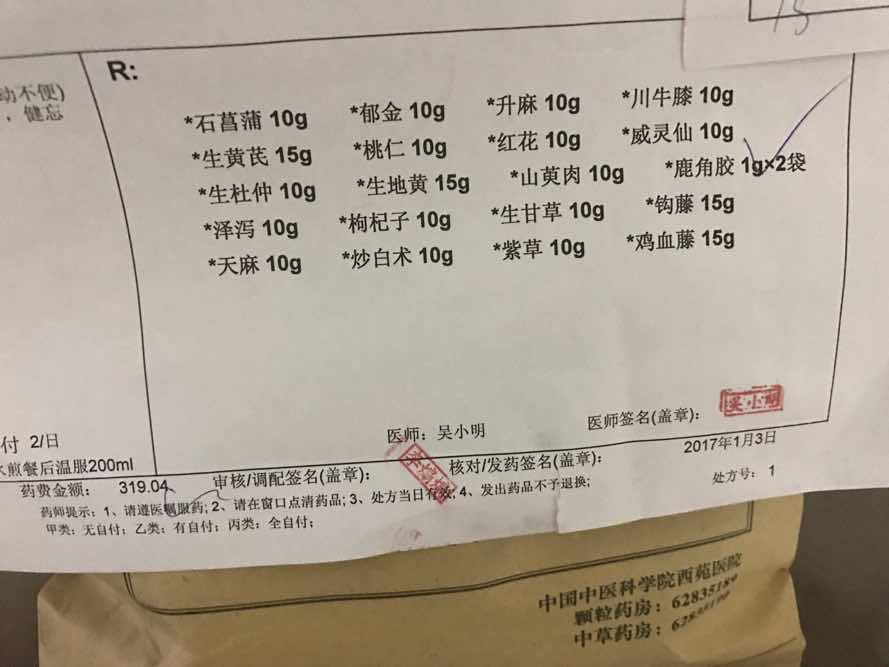 R:
动不便)
，健忘
*石菖蒲 10g *郁金 10g *升麻 10g *川牛膝 10g
*生黄芪 15g *桃仁 10g *红花 10g *威灵仙 10g
*生杜仲 10g *生地黄 15g *山萸肉 10g *鹿角胶 1g×2袋
*泽泻 10g *枸杞子 10g *生甘草 10g *钩藤 15g
*天麻 10g *炒白术 10g *紫草 10g *鸡血藤 15g
付 2/日
水煎餐后温服200ml
医师：吴小明 医师签名(盖章)： 吴小明
药费金额： 319.04 审核/调配签名(盖章)： 核对/发药签名(盖章)： 2017年1月3日
药师提示：1、请遵医嘱服药; 2、请在窗口点清药品; 3、处方当日有效; 4、发出药品不予退换; 处方号： 1
甲类：无自付；乙类：有自付；丙类：全自付；
中国中医科学院西苑医院
颗粒药房：62835189
中草药房：